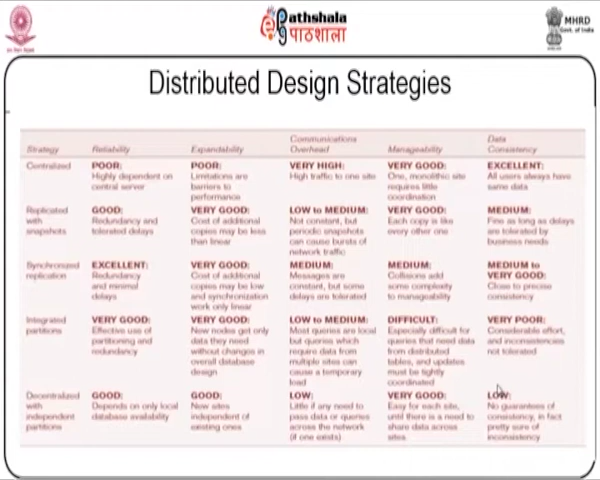 Pathshala
पाठशाला
MHRD
Govt. of India
Distributed Design Strategies
Strategy Reliability Expandability Communications Overhead Manageability Data Consistency
Centralized
POOR:
Highly dependent on
central server
POOR:
Limitations are
barriers to
performance
VERY HIGH:
High traffic to one site
VERY GOOD:
One, monolithic site
requires little
coordination
EXCELLENT:
All users always have
same data
Replicated
with
snapshots
GOOD:
Redundancy and
tolerated delays
VERY GOOD:
Cost of additional
copies may be less
than linear
LOW to MEDIUM:
Not constant, but
periodic snapshots
can cause bursts of
network traffic
VERY GOOD:
Each copy is like
every other one
MEDIUM:
Fine as long as delays
are tolerated by
business needs
Synchronized
replication
EXCELLENT:
Redundancy
and minimal
delays
VERY GOOD:
Cost of additional
copies may be low
and synchronization
work only linear
MEDIUM:
Messages are
constant, but some
delays are tolerated
MEDIUM:
Collisions add
some complexity
to manageability
MEDIUM to
VERY GOOD:
Close to precise
consistency
Integrated
partitions
VERY GOOD:
Effective use of
partitioning and
redundancy
VERY GOOD:
New nodes get only
data they need
without changes in
overall database
design
LOW to MEDIUM:
Most queries are local
but queries which
require data from
multiple sites can
cause a temporary
load
DIFFICULT:
Especially difficult for
queries that need data
from distributed
tables, and updates
must be tightly
coordinated
VERY POOR:
Considerable effort,
and inconsistencies
not tolerated
Decentralized
with
independent
partitions
GOOD:
Depends on only local
database availability
GOOD:
New sites
independent of
existing ones
LOW:
Little if any need to
pass data or queries
across the network
(if one exists)
VERY GOOD:
Easy for each site,
until there is a need to
share data across
sites
LOW:
No guarantees of
consistency, in fact
pretty sure of
inconsistency